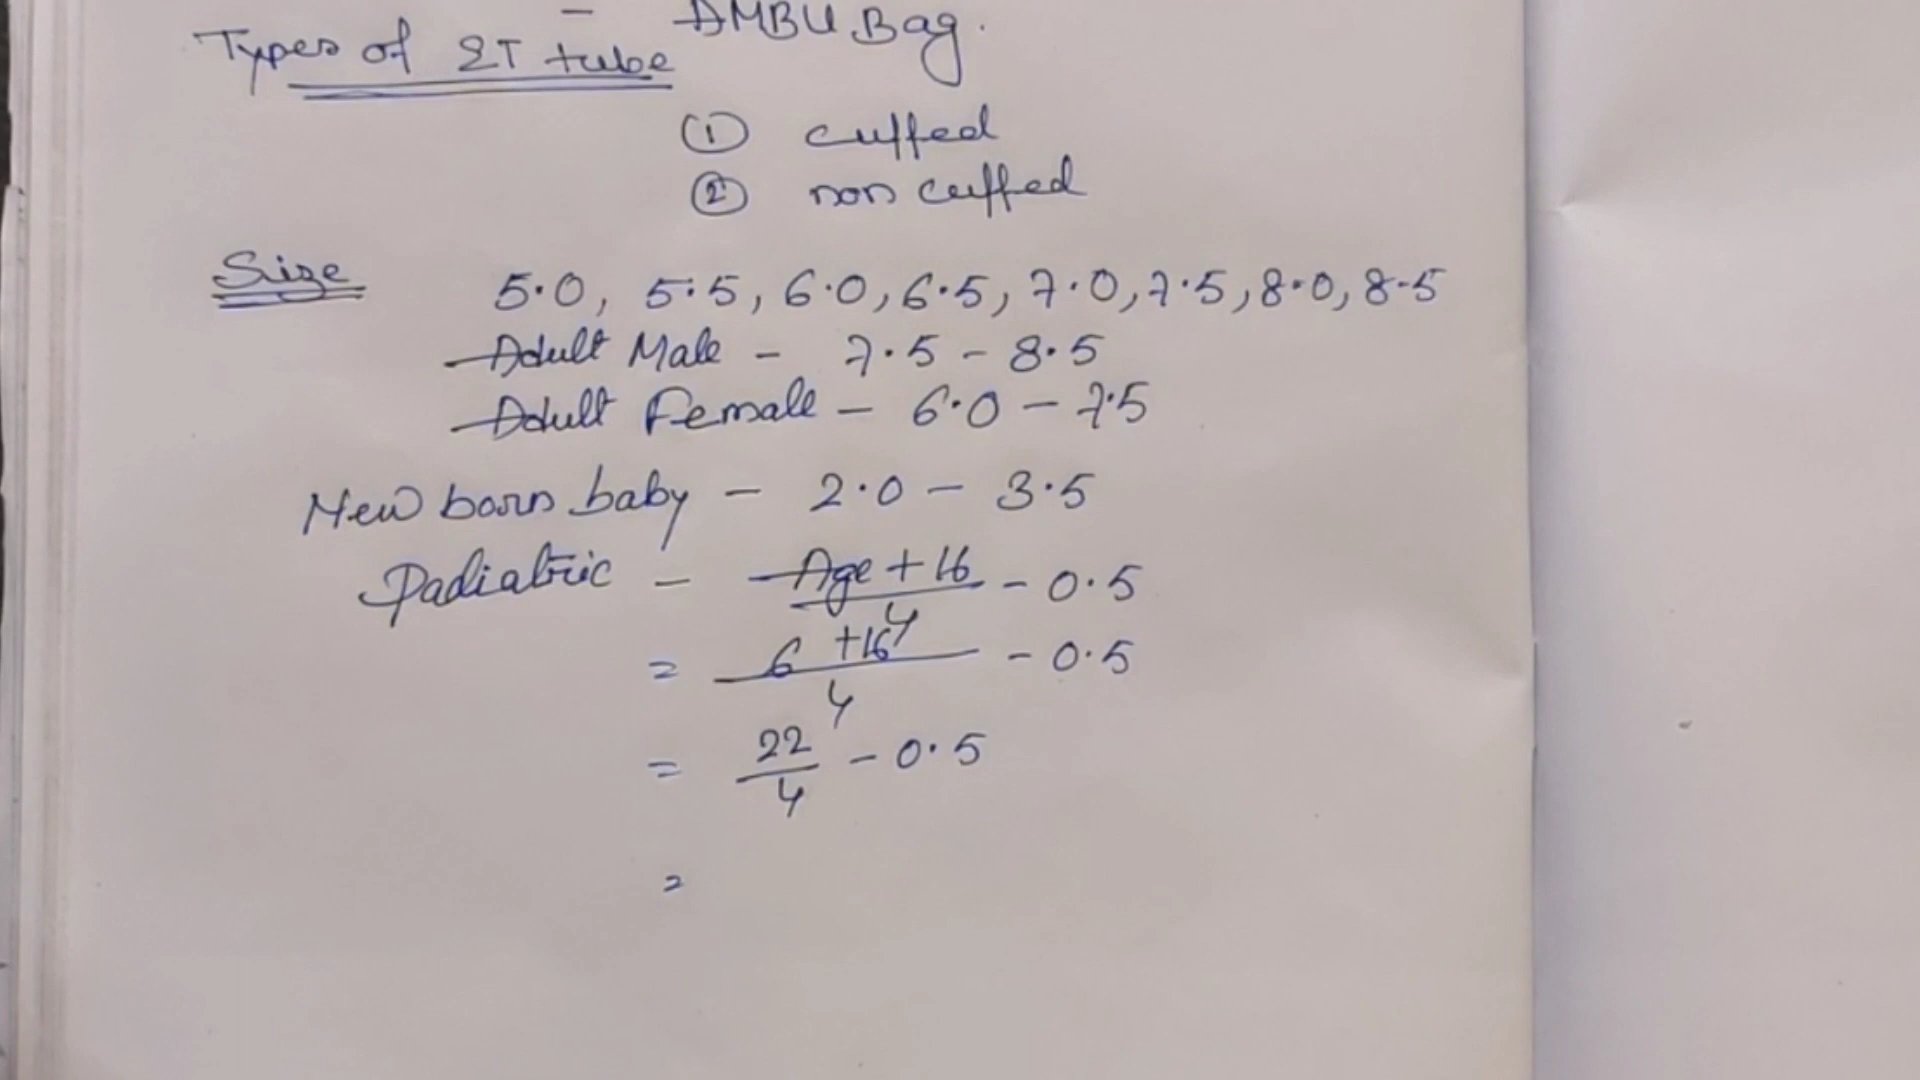 - AMBU Bag.
Types of ET tube
① cuffed
② non cuffed
Size 5.0, 5.5, 6.0, 6.5, 7.0, 7.5, 8.0, 8.5
Adult Male - 7.5 - 8.5
Adult Female - 6.0 - 7.5
New born baby - 2.0 - 3.5
Padiatric - Age + 16 / 4 - 0.5
= 6 + 16 / 4 - 0.5
= 22 / 4 - 0.5
=